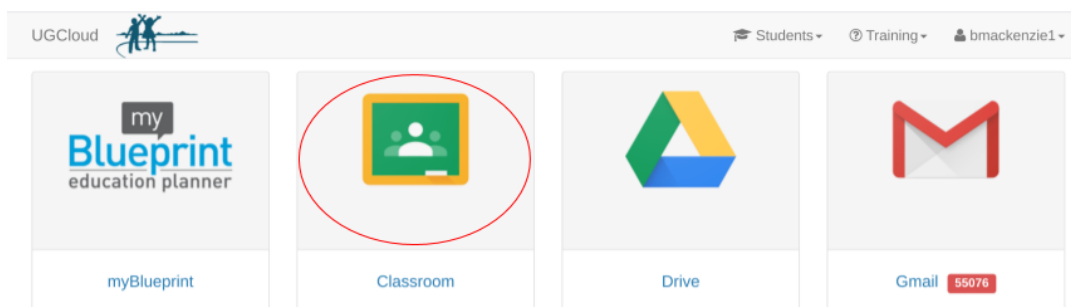 UGCloud Students Training bmackenzie1
my
Blueprint
education planner
myBlueprint Classroom Drive Gmail 55076